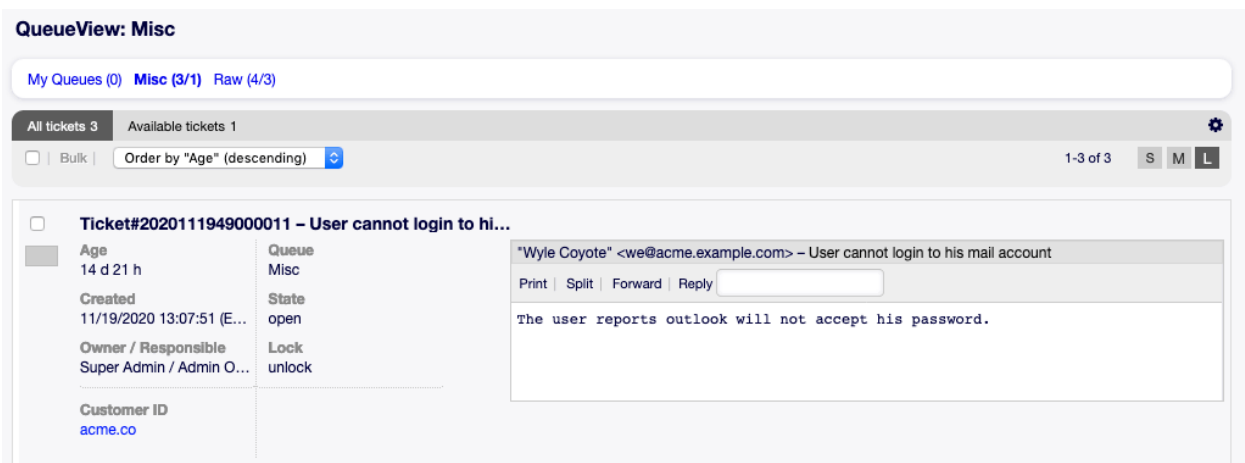 QueueView: Misc
My Queues (0) Misc (3/1) Raw (4/3)
All tickets 3 Available tickets 1
| Bulk | Order by "Age" (descending) 1-3 of 3 S M L
Ticket#2020111949000011 – User cannot login to hi...
Age Queue
14 d 21 h Misc
Created State
11/19/2020 13:07:51 (E... open
Owner / Responsible Lock
Super Admin / Admin O... unlock
Customer ID
acme.co
"Wyle Coyote" <we@acme.example.com> – User cannot login to his mail account
Print | Split | Forward | Reply
The user reports outlook will not accept his password.